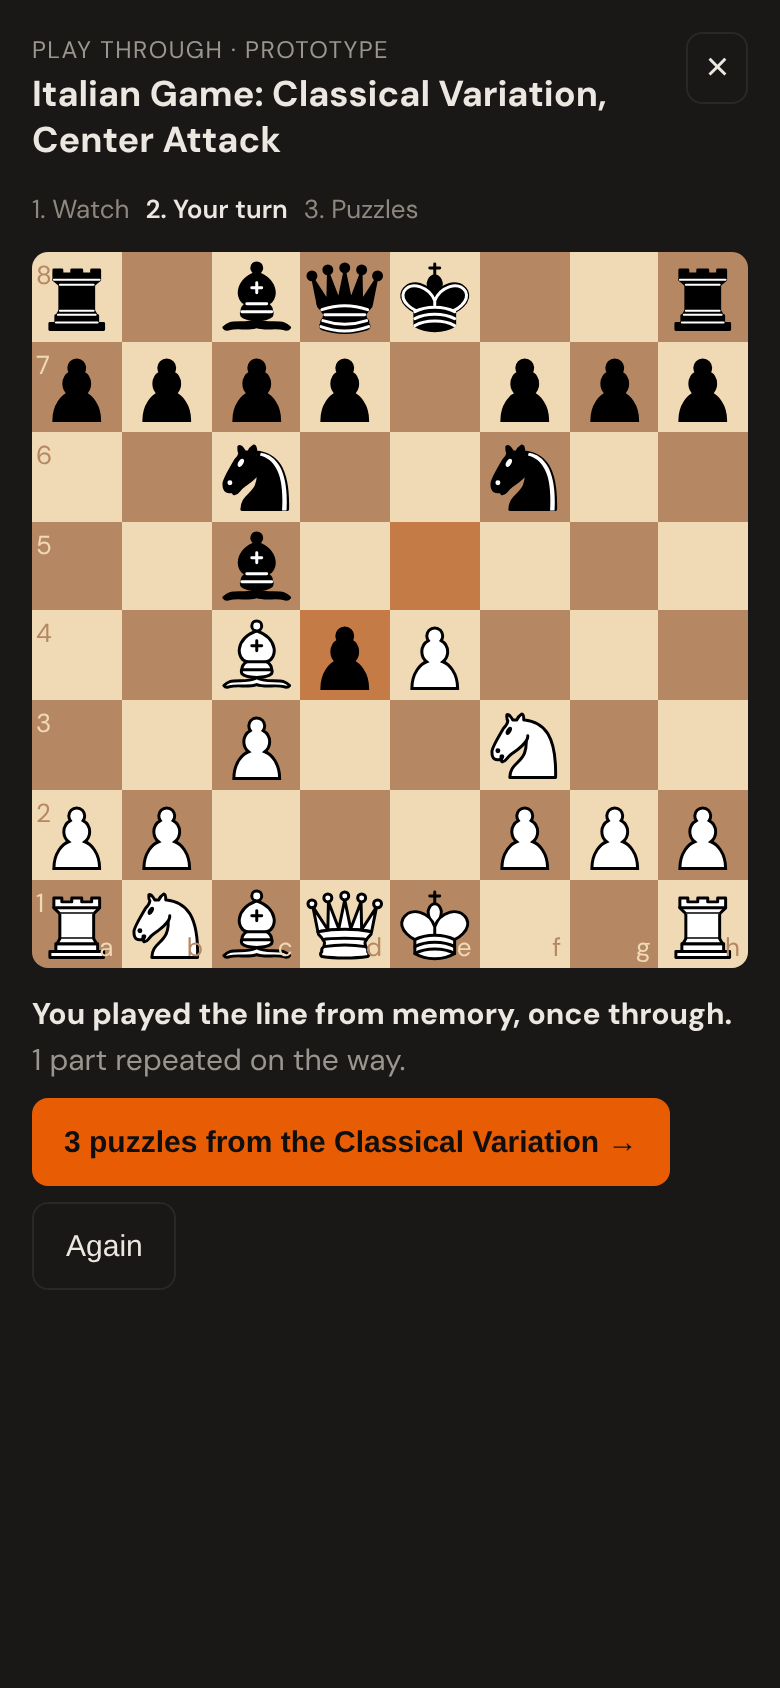 PLAY THROUGH · PROTOTYPE
×
Italian Game: Classical Variation,
Center Attack
1. Watch 2. Your turn 3. Puzzles
8
7
6
5
4
3
2
1
a b c d e f g h
You played the line from memory, once through.
1 part repeated on the way.
3 puzzles from the Classical Variation →
Again